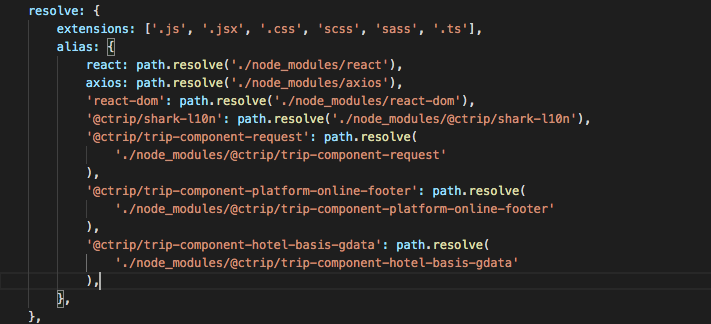 resolve: {
extensions: ['.js', '.jsx', '.css', 'scss', 'sass', '.ts'],
alias: {
react: path.resolve('./node_modules/react'),
axios: path.resolve('./node_modules/axios'),
'react-dom': path.resolve('./node_modules/react-dom'),
'@ctrip/shark-l10n': path.resolve('./node_modules/@ctrip/shark-l10n'),
'@ctrip/trip-component-request': path.resolve(
'./node_modules/@ctrip/trip-component-request'
),
'@ctrip/trip-component-platform-online-footer': path.resolve(
'./node_modules/@ctrip/trip-component-platform-online-footer'
),
'@ctrip/trip-component-hotel-basis-gdata': path.resolve(
'./node_modules/@ctrip/trip-component-hotel-basis-gdata'
),
},
},